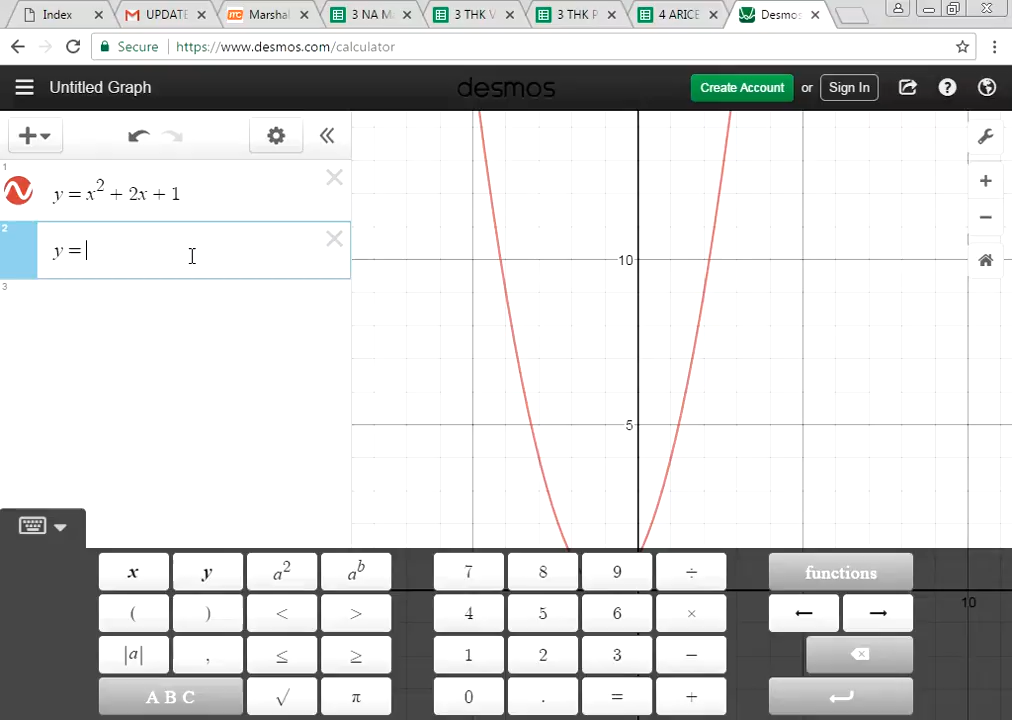 Index
UPDATE
Marshal
3 NA M
3 THK V
3 THK P
4 ARICE
Desmos
Secure https://www.desmos.com/calculator
Untitled Graph
desmos
Create Account or Sign In
1
y = x² + 2x + 1
2
y =
3
10
5
10
x y a² aᵇ 7 8 9 ÷ functions
( ) < > 4 5 6 × ← →
|a| , ≤ ≥ 1 2 3 −
A B C √ π 0 . = +